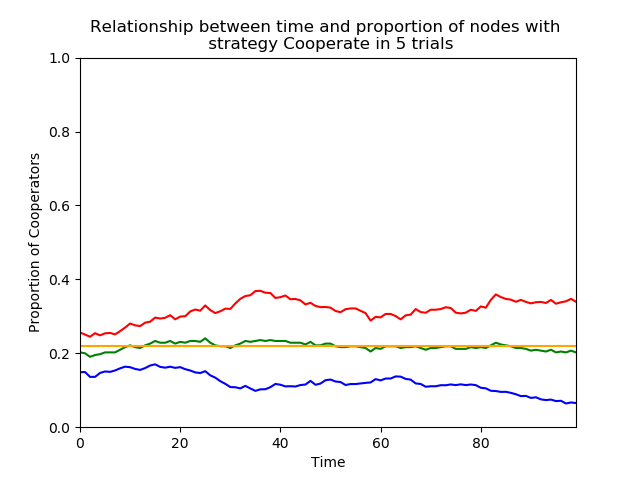 Relationship between time and proportion of nodes with
strategy Cooperate in 5 trials
1.0
0.8
0.6
0.4
0.2
0.0
Proportion of Cooperators
0 20 40 60 80
Time